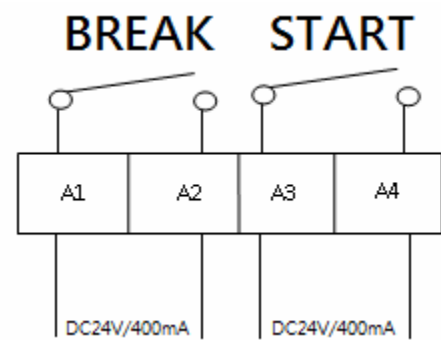 BREAK START
A1 A2 A3 A4
DC24V/400mA DC24V/400mA